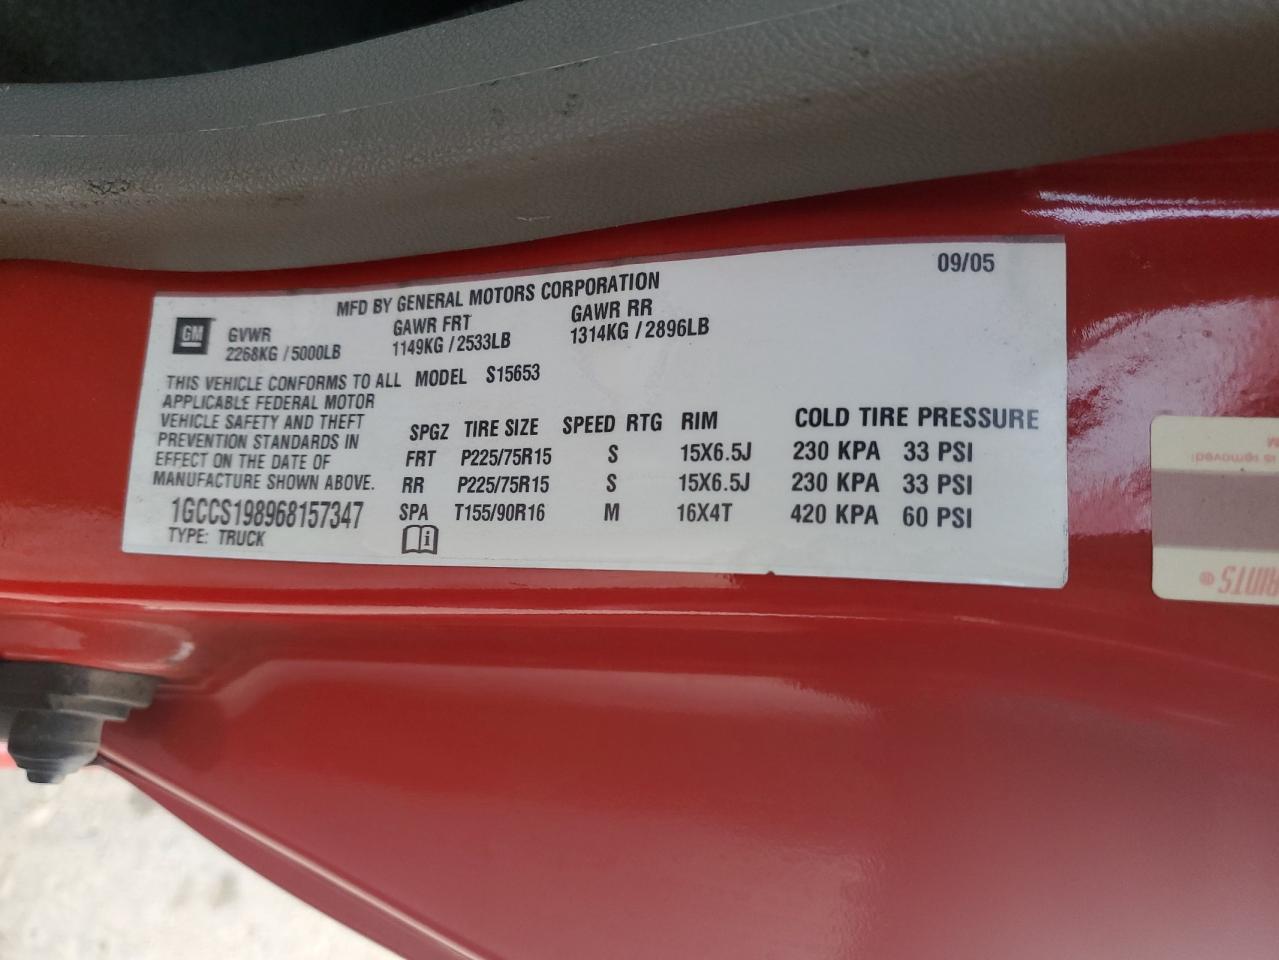 09/05
MFD BY GENERAL MOTORS CORPORATION
GM
GVWR GAWR FRT GAWR RR
2268KG / 5000LB 1149KG / 2533LB 1314KG / 2896LB
THIS VEHICLE CONFORMS TO ALL
APPLICABLE FEDERAL MOTOR
VEHICLE SAFETY AND THEFT
PREVENTION STANDARDS IN
EFFECT ON THE DATE OF
MANUFACTURE SHOWN ABOVE.
1GCCS198968157347
TYPE: TRUCK
MODEL S15653
SPGZ TIRE SIZE SPEED RTG RIM COLD TIRE PRESSURE
FRT P225/75R15 S 15X6.5J 230 KPA 33 PSI
RR P225/75R15 S 15X6.5J 230 KPA 33 PSI
SPA T155/90R16 M 16X4T 420 KPA 60 PSI
is removed: